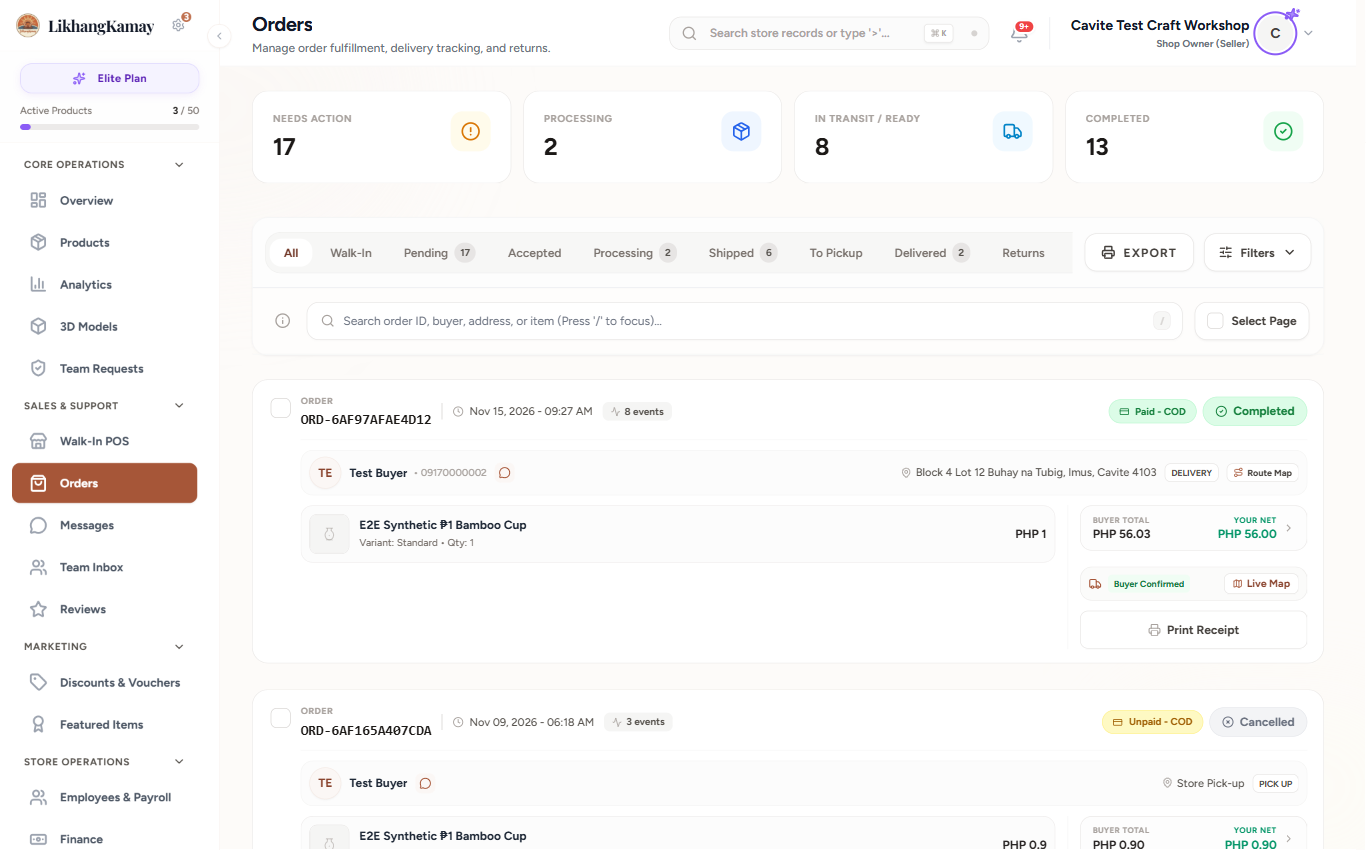 LikhangKamay
3
Elite Plan
Active Products 3 / 50
CORE OPERATIONS
Overview
Products
Analytics
3D Models
Team Requests
SALES & SUPPORT
Walk-In POS
Orders
Messages
Team Inbox
Reviews
MARKETING
Discounts & Vouchers
Featured Items
STORE OPERATIONS
Employees & Payroll
Finance
Orders
Manage order fulfillment, delivery tracking, and returns.
Search store records or type '>'... ⌘ K
9+
Cavite Test Craft Workshop
Shop Owner (Seller)
C
NEEDS ACTION
17
PROCESSING
2
IN TRANSIT / READY
8
COMPLETED
13
All Walk-In Pending 17 Accepted Processing 2 Shipped 6 To Pickup Delivered 2 Returns
EXPORT
Filters
Search order ID, buyer, address, or item (Press '/' to focus)... /
Select Page
ORDER
ORD-6AF97AFAE4D12
Nov 15, 2026 - 09:27 AM
8 events
Paid - COD
Completed
TE Test Buyer • 09170000002
Block 4 Lot 12 Buhay na Tubig, Imus, Cavite 4103 DELIVERY Route Map
E2E Synthetic ₱1 Bamboo Cup
Variant: Standard • Qty: 1
PHP 1
BUYER TOTAL YOUR NET
PHP 56.03 PHP 56.00
Buyer Confirmed Live Map
Print Receipt
ORDER
ORD-6AF165A407CDA
Nov 09, 2026 - 06:18 AM
3 events
Unpaid - COD
Cancelled
TE Test Buyer
Store Pick-up PICK UP
E2E Synthetic ₱1 Bamboo Cup
PHP 0.9
BUYER TOTAL YOUR NET
PHP 0.90 PHP 0.90